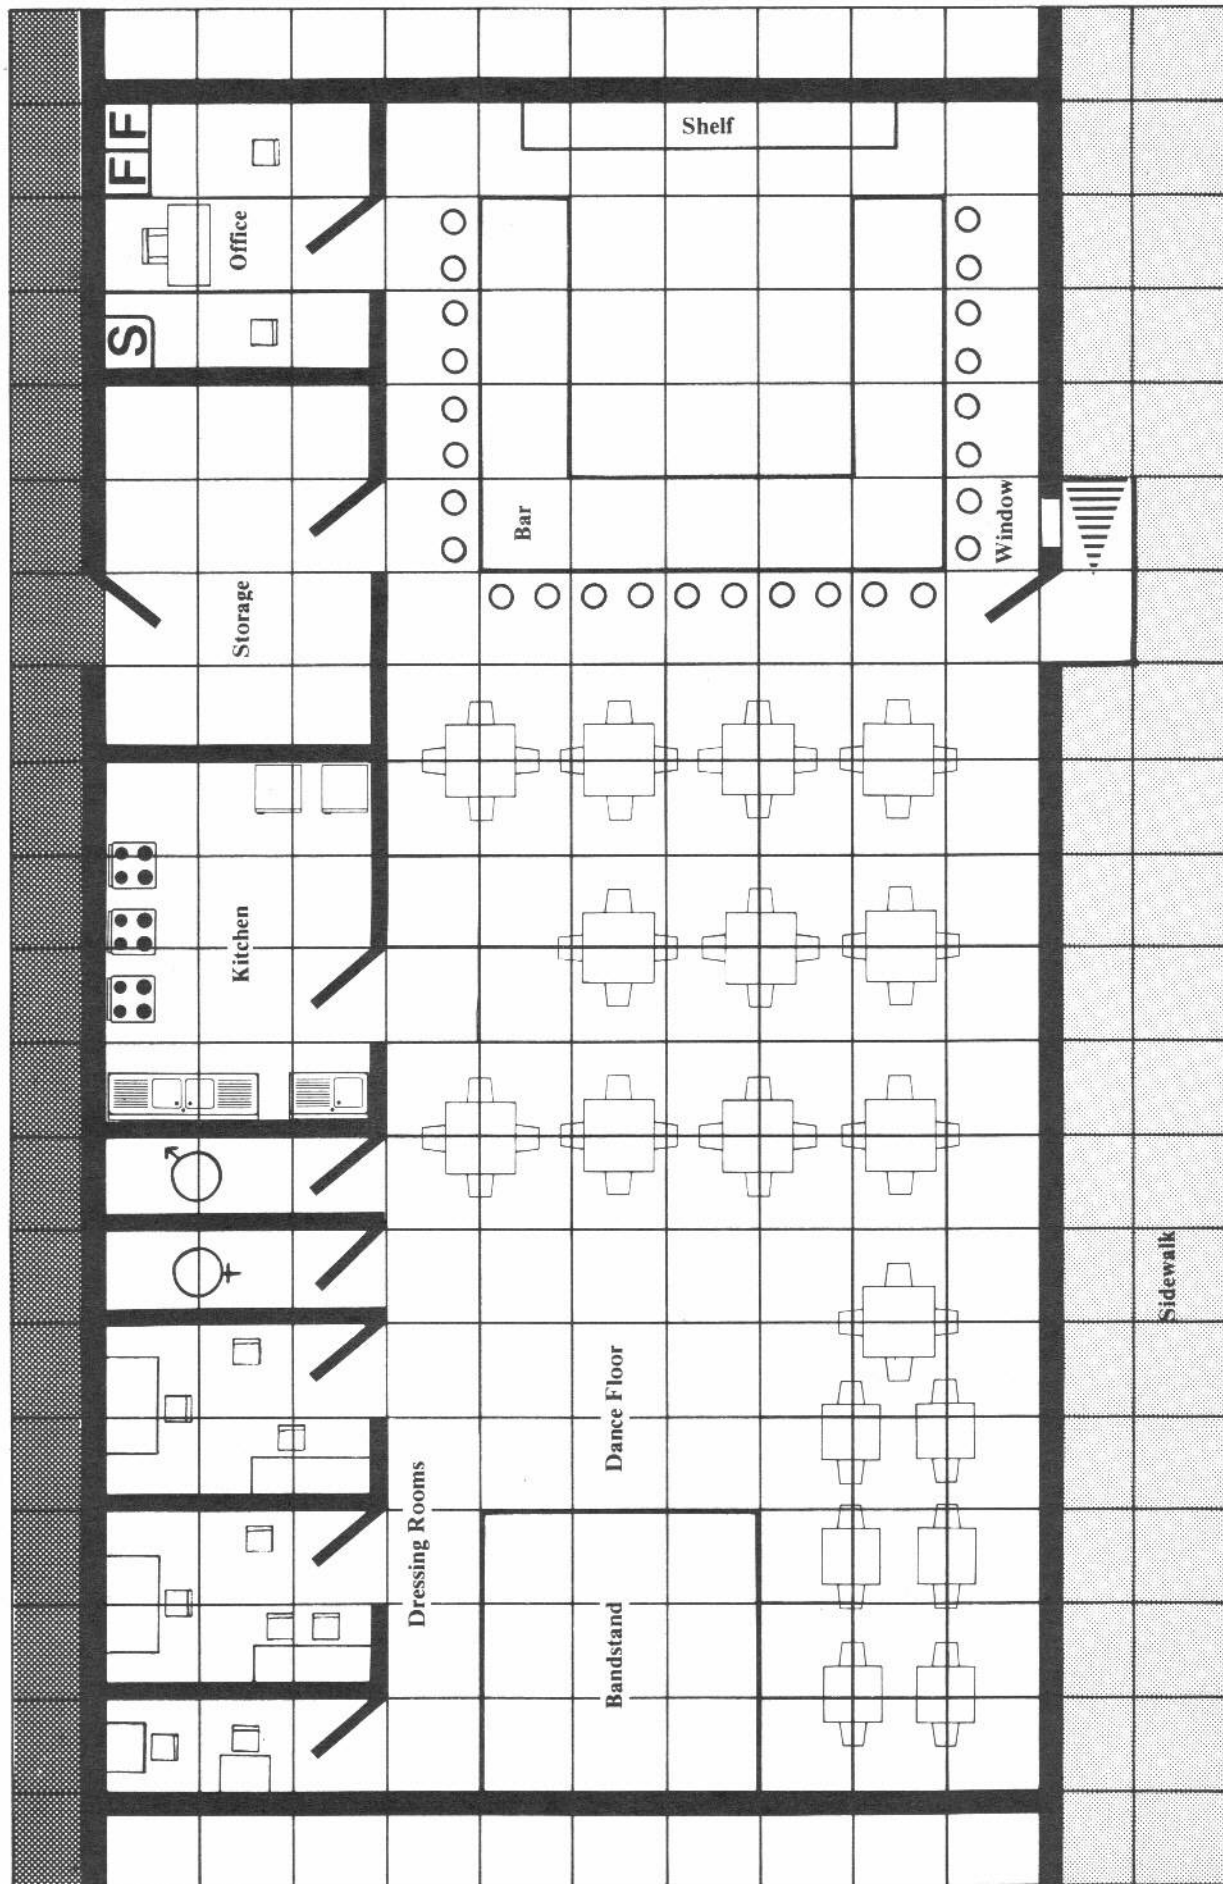 F F
Shelf
Office
S
Bar
Window
Storage
Kitchen
Sidewalk
Dance Floor
Dressing Rooms
Bandstand